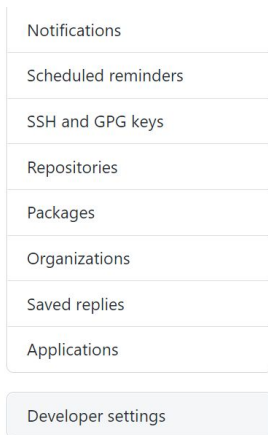 Notifications
Scheduled reminders
SSH and GPG keys
Repositories
Packages
Organizations
Saved replies
Applications
Developer settings